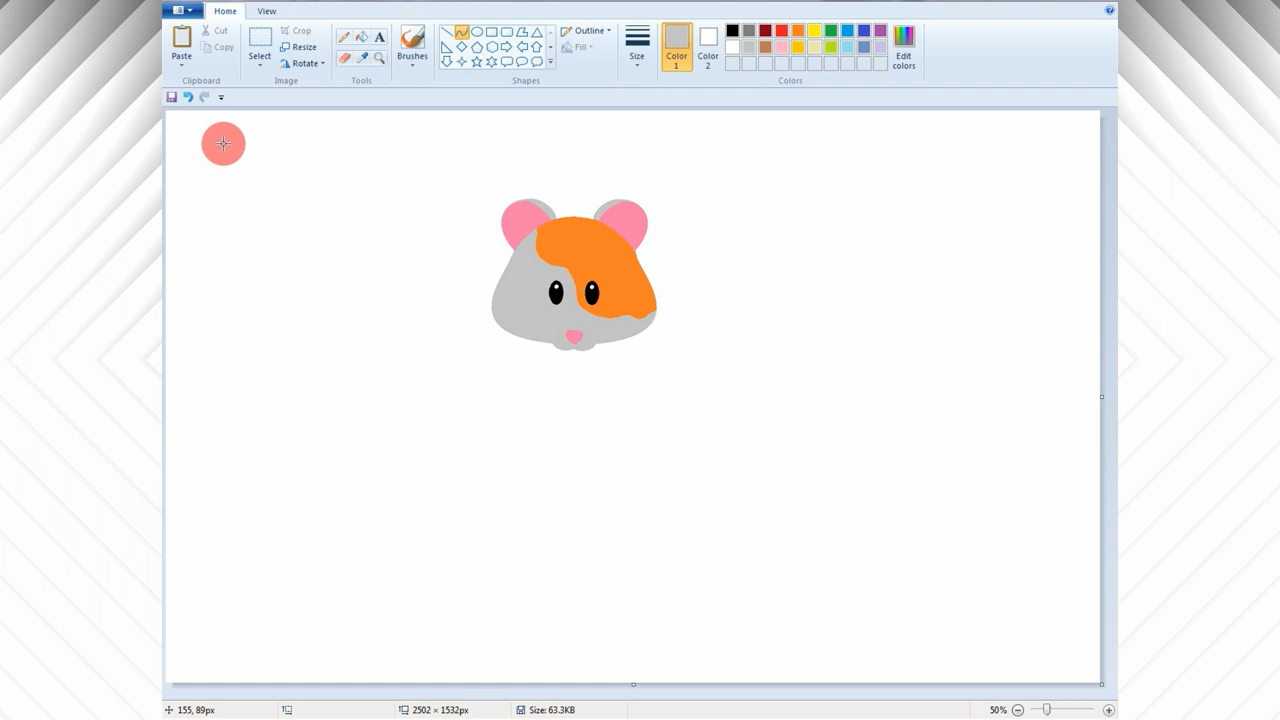 Home View
Paste
Cut
Copy
Clipboard
Select
Crop
Resize
Rotate
Image
A
Tools
Brushes
Outline
Fill
Shapes
Size
Color
1
Color
2
Edit
colors
Colors
155, 89px
2502 × 1532px
Size: 63.3KB
50%